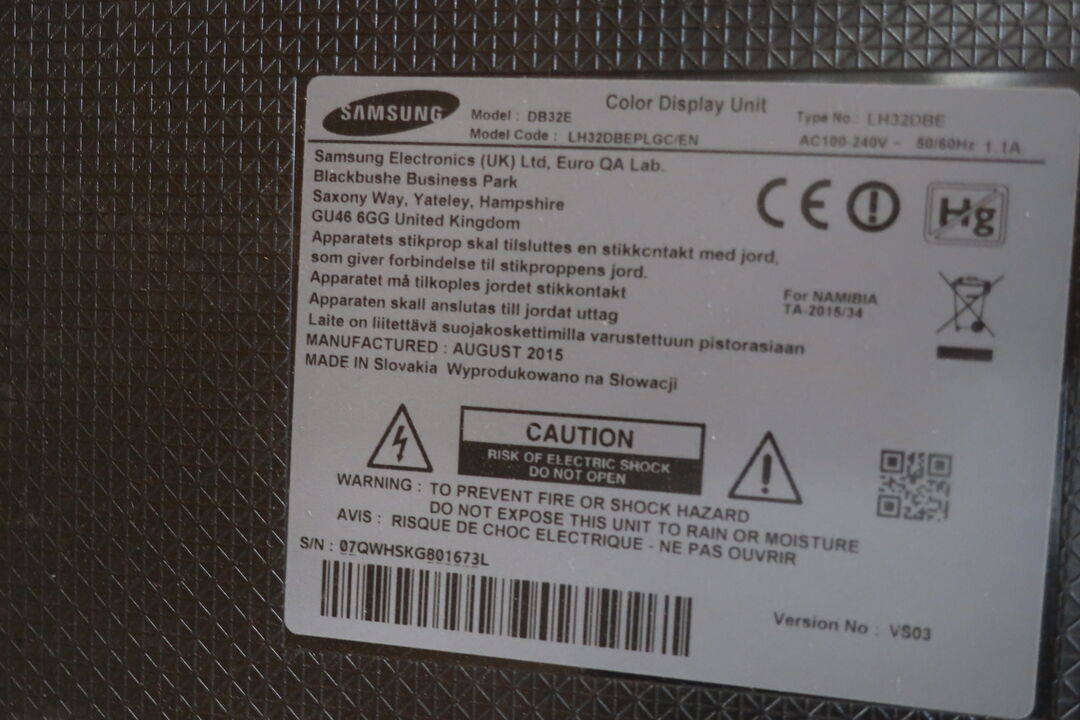 SAMSUNG
Color Display Unit
Model : DB32E
Type No : LH32DBE
Model Code : LH32DBEPLGC/EN
AC100-240V ~ 50/60Hz 1.1A
Samsung Electronics (UK) Ltd, Euro QA Lab.
Blackbushe Business Park
Saxony Way, Yateley, Hampshire
GU46 6GG United Kingdom
CE
Hg
Apparatets stikprop skal tilsluttes en stikkontakt med jord,
som giver forbindelse til stikproppens jord.
Apparatet må tilkoples jordet stikkontakt
Apparaten skall anslutas till jordat uttag
Laite on liitettävä suojakoskettimilla varustettuun pistorasiaan
For NAMIBIA
TA-2015/34
MANUFACTURED : AUGUST 2015
MADE IN Slovakia Wyprodukowano na Slowacji
CAUTION
RISK OF ELECTRIC SHOCK
DO NOT OPEN
WARNING : TO PREVENT FIRE OR SHOCK HAZARD
DO NOT EXPOSE THIS UNIT TO RAIN OR MOISTURE
AVIS : RISQUE DE CHOC ELECTRIQUE - NE PAS OUVRIR
S/N : 07QWHSKG801673L
Version No : VS03